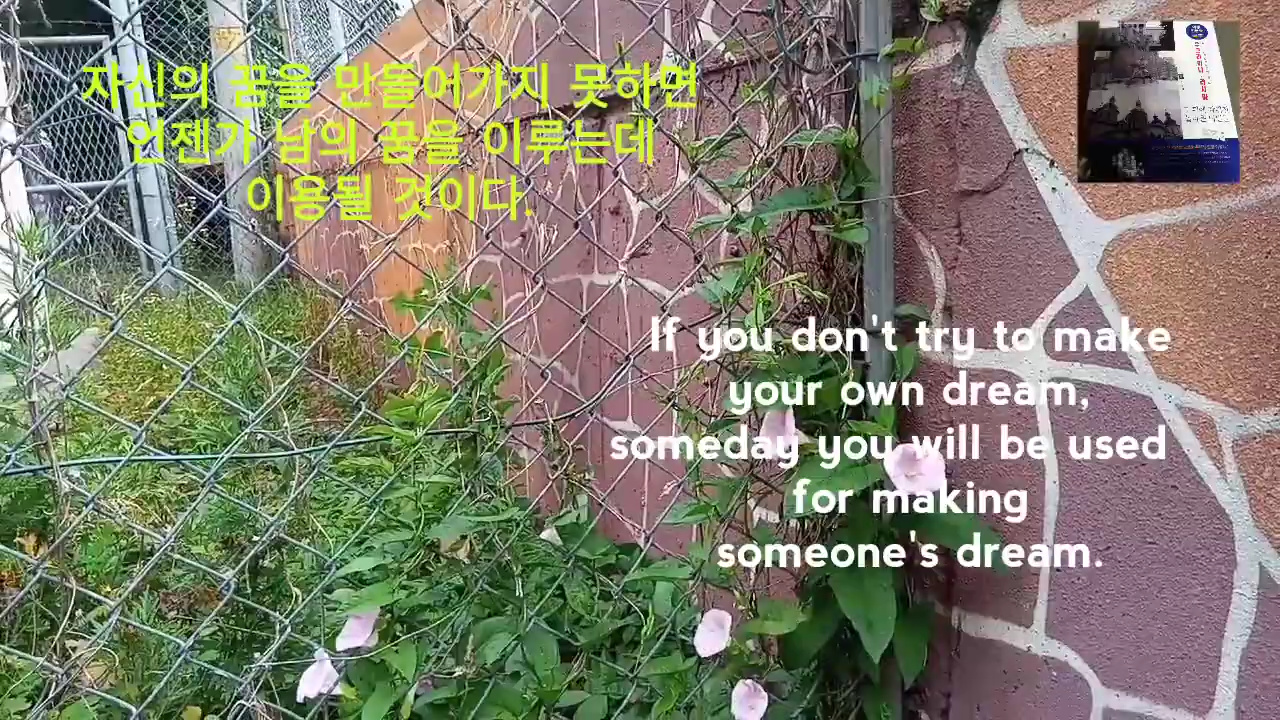 자신의 꿈을 만들어가지 못하면
언젠가 남의 꿈을 이루는데
이용될 것이다.
If you don't try to make
your own dream,
someday you will be used
for making
someone's dream.